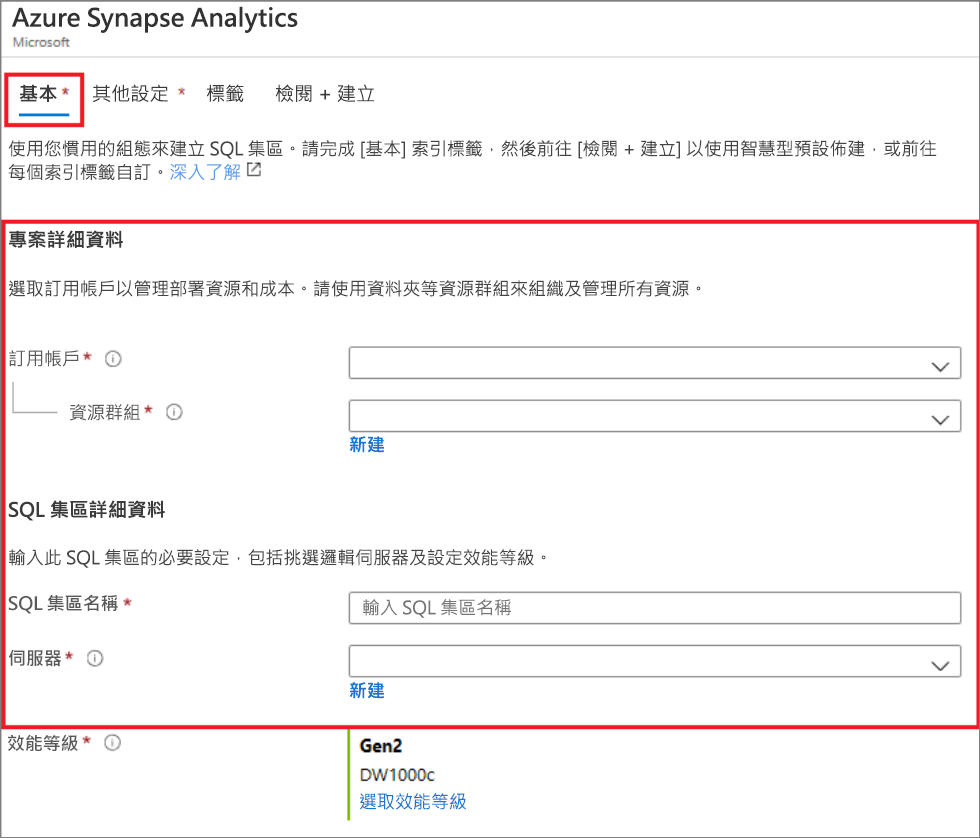 Azure Synapse Analytics
Microsoft
基本 * 其他設定 * 標籤 檢閱 + 建立
使用您慣用的組態來建立 SQL 集區。請完成 [基本] 索引標籤，然後前往 [檢閱 + 建立] 以使用智慧型預設佈建，或前往
每個索引標籤自訂。深入了解
專案詳細資料
選取訂用帳戶以管理部署資源和成本。請使用資料夾等資源群組來組織及管理所有資源。
訂用帳戶 *
資源群組 *
新建
SQL 集區詳細資料
輸入此 SQL 集區的必要設定，包括挑選邏輯伺服器及設定效能等級。
SQL 集區名稱 * 輸入 SQL 集區名稱
伺服器 *
新建
效能等級 * Gen2
DW1000c
選取效能等級